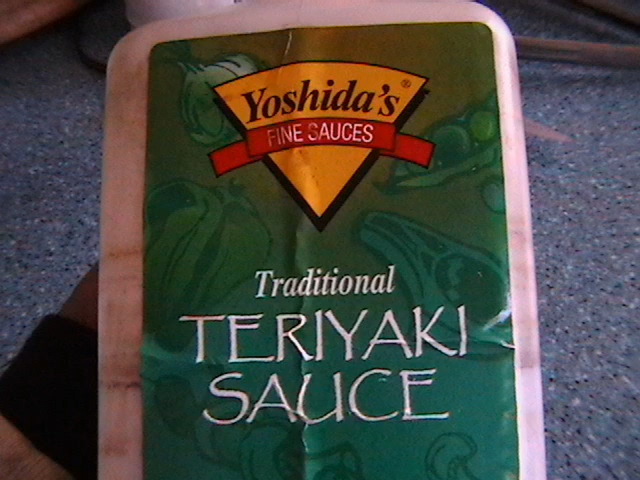 Yoshida's®
FINE SAUCES
Traditional
TERIYAKI
SAUCE